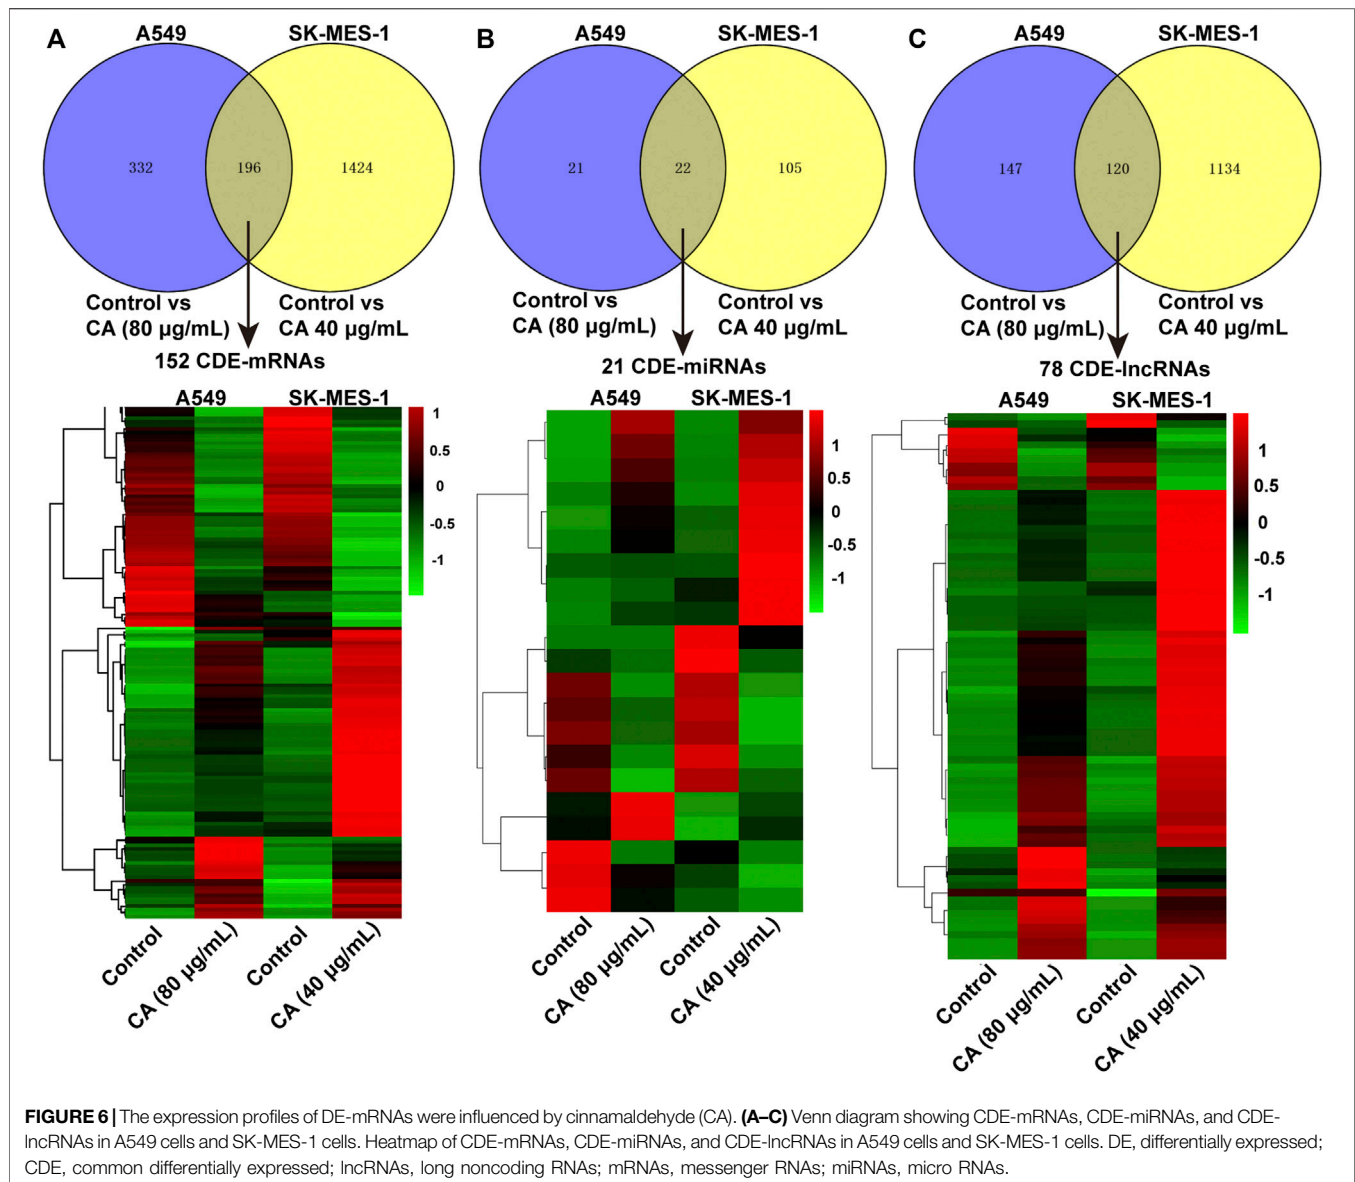 A
A549
SK-MES-1
332
196
1424
Control vs
CA (80 µg/mL)
Control vs
CA 40 µg/mL
152 CDE-mRNAs
A549
SK-MES-1
1
0.5
0
-0.5
-1
Control
CA (80 µg/mL)
Control
CA (40 µg/mL)
B
A549
SK-MES-1
21
22
105
Control vs
CA (80 µg/mL)
Control vs
CA 40 µg/mL
21 CDE-miRNAs
A549
SK-MES-1
1
0.5
0
-0.5
-1
Control
CA (80 µg/mL)
Control
CA (40 µg/mL)
C
A549
SK-MES-1
147
120
1134
Control vs
CA (80 µg/mL)
Control vs
CA 40 µg/mL
78 CDE-lncRNAs
A549
SK-MES-1
1
0.5
0
-0.5
-1
Control
CA (80 µg/mL)
Control
CA (40 µg/mL)
FIGURE 6 | The expression profiles of DE-mRNAs were influenced by cinnamaldehyde (CA). (A–C) Venn diagram showing CDE-mRNAs, CDE-miRNAs, and CDE-
lncRNAs in A549 cells and SK-MES-1 cells. Heatmap of CDE-mRNAs, CDE-miRNAs, and CDE-lncRNAs in A549 cells and SK-MES-1 cells. DE, differentially expressed;
CDE, common differentially expressed; lncRNAs, long noncoding RNAs; mRNAs, messenger RNAs; miRNAs, micro RNAs.